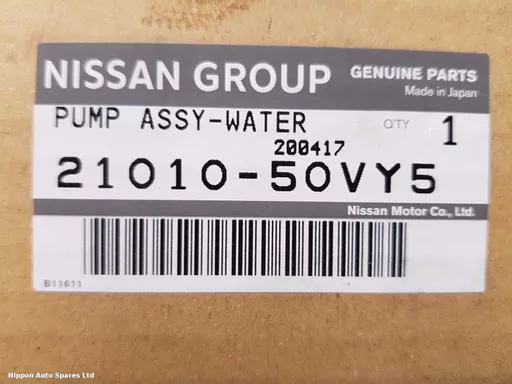 NISSAN GROUP
GENUINE PARTS
Made in Japan
PUMP ASSY-WATER
QTY 1
200417
21010-50VY5
Nissan Motor Co., Ltd.
B11611
Nippon Auto Spares Ltd